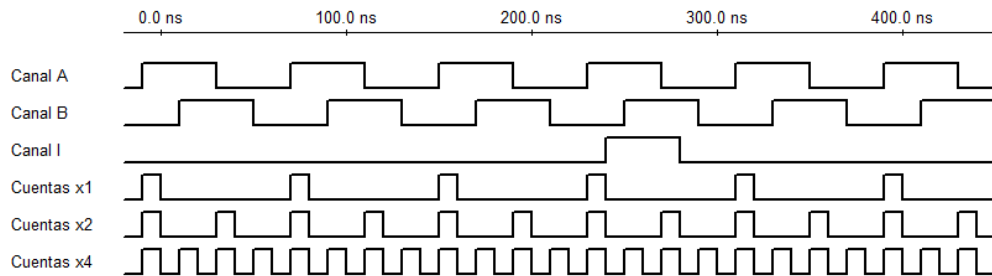 0.0 ns 100.0 ns 200.0 ns 300.0 ns 400.0 ns
Canal A
Canal B
Canal I
Cuentas x1
Cuentas x2
Cuentas x4